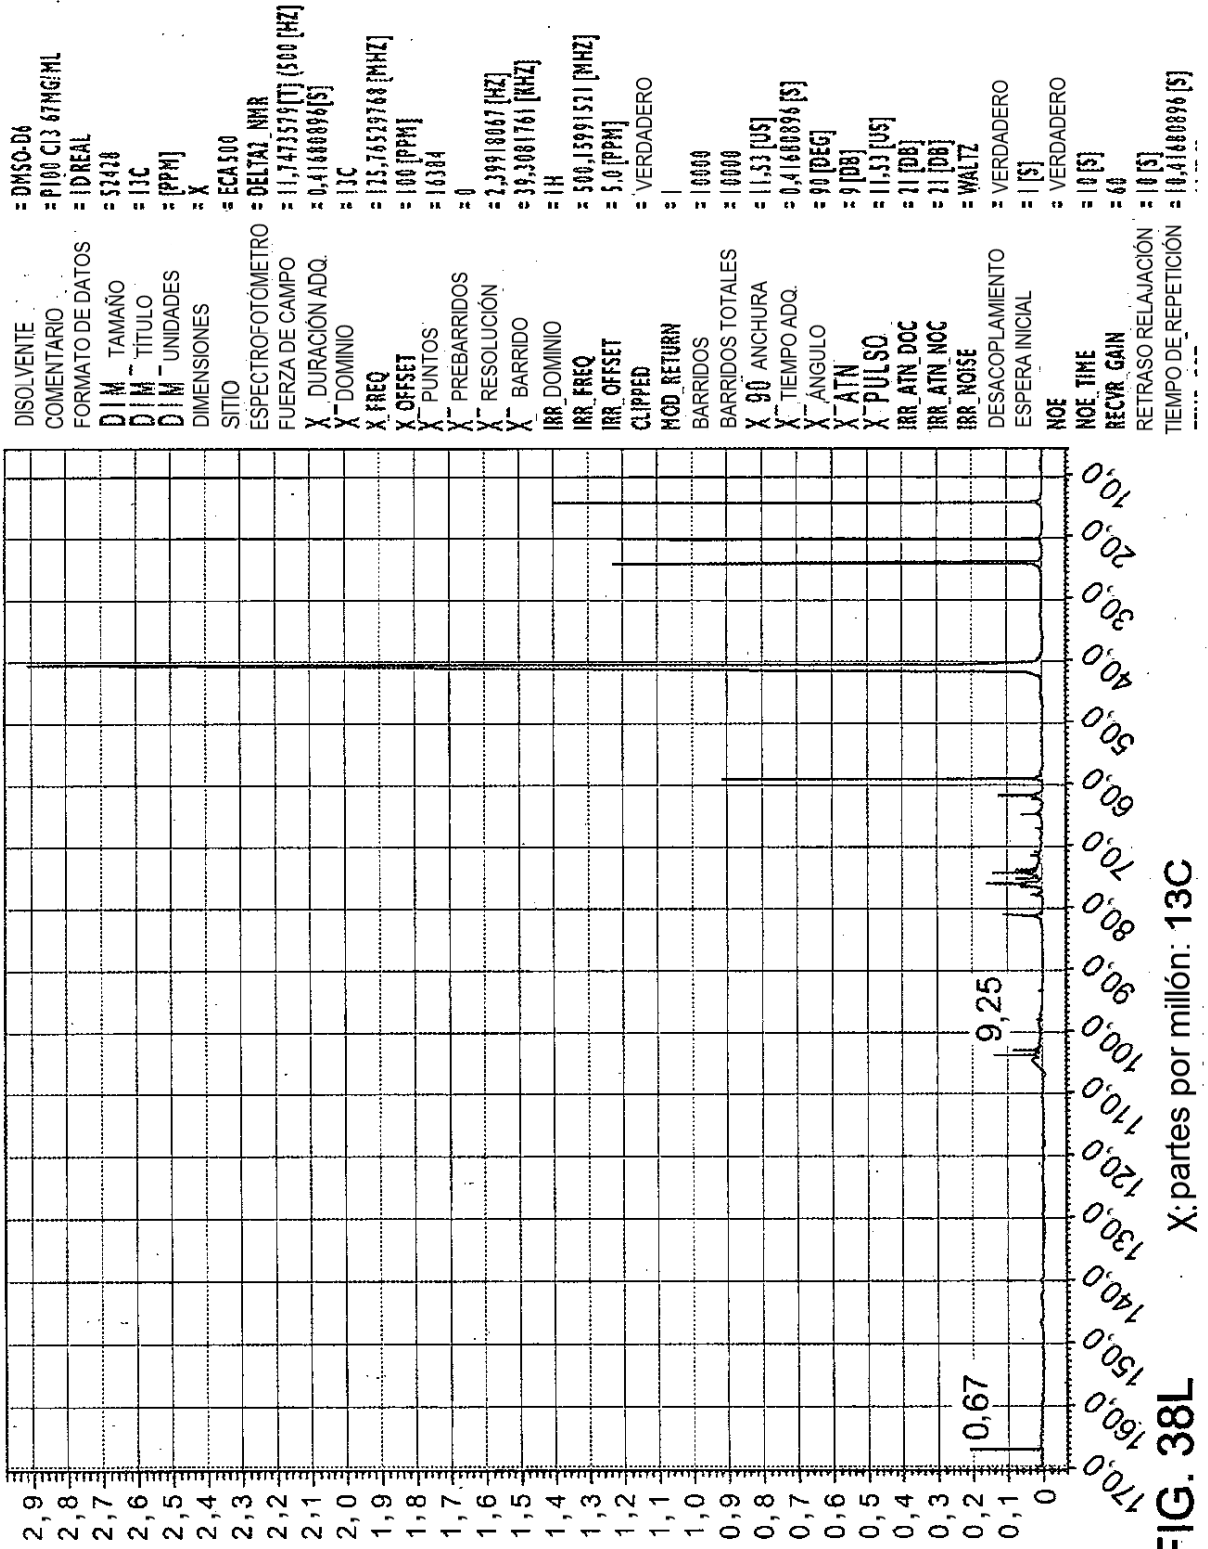 DISOLVENTE = DMSO-D6
COMENTARIO = P100 C13 67MG/ML
FORMATO DE DATOS = 1DREAL
DIM_TAMAÑO = 52428
DIM_TÍTULO = 13C
DIM_UNIDADES = [PPM]
DIMENSIONES = X
SITIO = ECA500
ESPECTROFOTÓMETRO = DELTA2_NMR
FUERZA DE CAMPO = 11,7473579[T] (500 [HZ]
X_DURACIÓN ADQ. = 0,41680896[S]
X_DOMINIO = 13C
X_FREQ = 125,76529768 [MHZ]
X_OFFSET = 100 [PPM]
X_PUNTOS = 16384
X_PREBARRIDOS = 0
X_RESOLUCIÓN = 2,39918067 [HZ]
X_BARRIDO = 39,3081761 [KHZ]
IRR_DOMINIO = 1H
IRR_FREQ = 500,15991521 [MHZ]
IRR_OFFSET = 5.0 [PPM]
CLIPPED = VERDADERO
MOD_RETURN = 1
BARRIDOS = 10000
BARRIDOS TOTALES = 10000
X_90_ANCHURA = 11,53 [US]
X_TIEMPO ADQ. = 0,41680896 [S]
X_ANGULO = 90 [DEG]
X_ATN = 9 [DB]
X_PULSO = 11,53 [US]
IRR_ATN_DOC = 21 [DB]
IRR_ATN_NOC = 21 [DB]
IRR_NOISE = WALTZ
DESACOPLAMIENTO = VERDADERO
ESPERA INICIAL = 1 [S]
NOE = VERDADERO
NOE_TIME = 10 [S]
RECVR_GAIN = 60
RETRASO RELAJACIÓN = 10 [S]
TIEMPO DE REPETICIÓN = 10,41680896 [S]
2,9
2,8
2,7
2,6
2,5
2,4
2,3
2,2
2,1
2,0
1,9
1,8
1,7
1,6
1,5
1,4
1,3
1,2
1,1
1,0
0,9
0,8
0,7
0,6
0,5
0,4
0,3
0,2
0,1
0
0,67
9,25
170,0 160,0 150,0 140,0 130,0 120,0 110,0 100,0 90,0 80,0 70,0 60,0 50,0 40,0 30,0 20,0 10,0
X: partes por millón: 13C
FIG. 38L